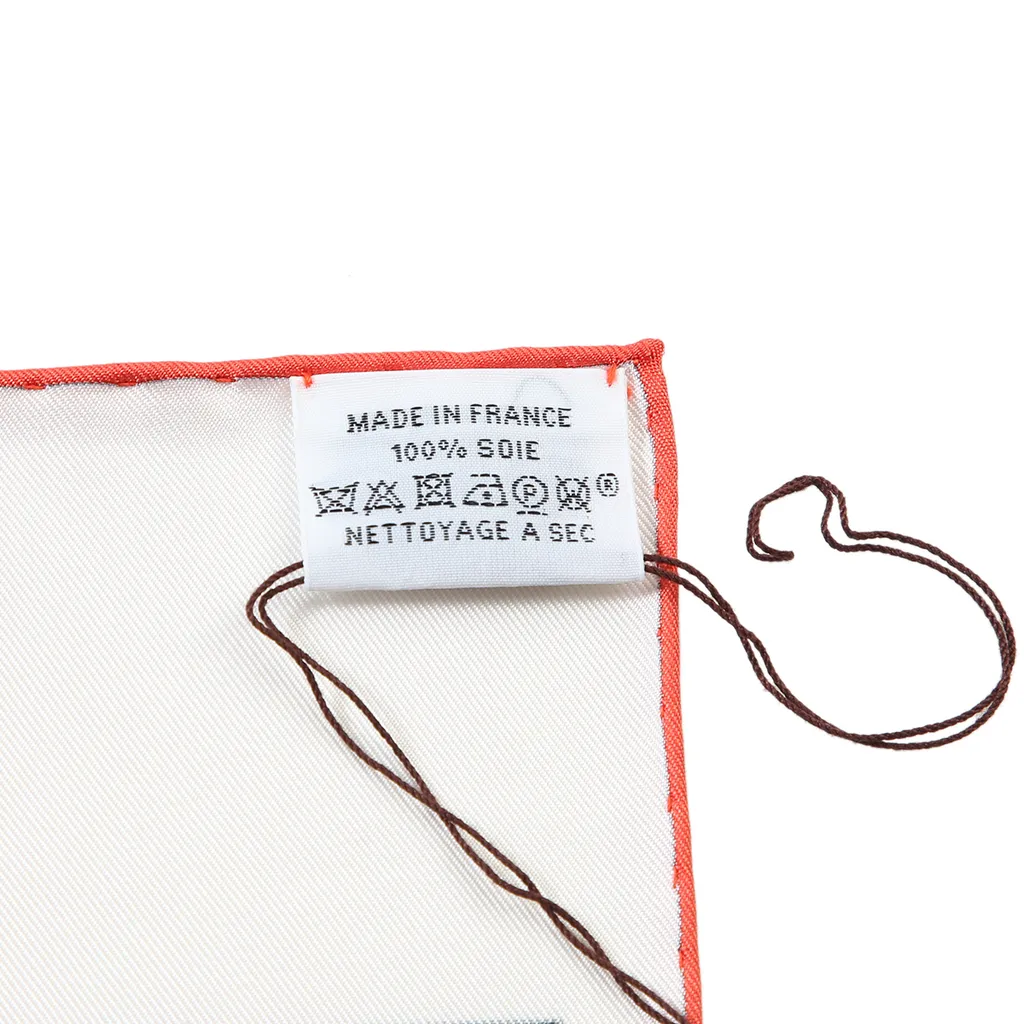 MADE IN FRANCE
100% SOIE
P W ®
NETTOYAGE A SEC